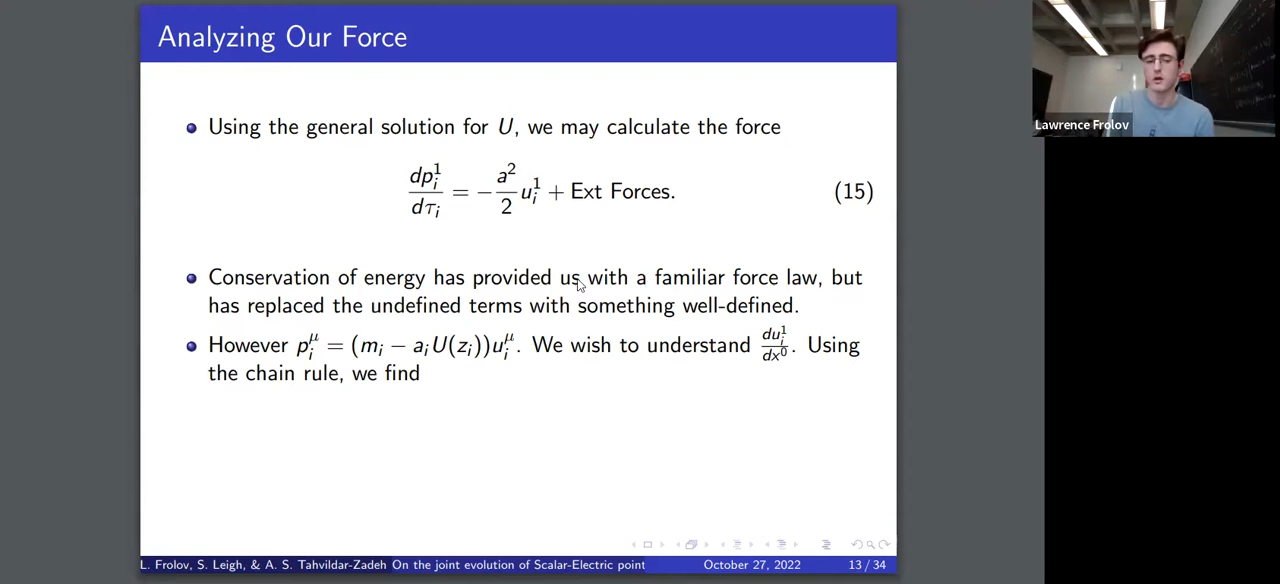 Analyzing Our Force
Using the general solution for U, we may calculate the force
dp_i^1/dτ_i = −a²/2 u_i^1 + Ext Forces. (15)
Conservation of energy has provided us with a familiar force law, but
has replaced the undefined terms with something well-defined.
However p_i^μ = (m_i − a_i U(z_i))u_i^μ. We wish to understand du_i^1/dx^0. Using
the chain rule, we find
L. Frolov, S. Leigh, & A. S. Tahvildar-Zadeh On the joint evolution of Scalar-Electric point October 27, 2022 13 / 34
Lawrence Frolov